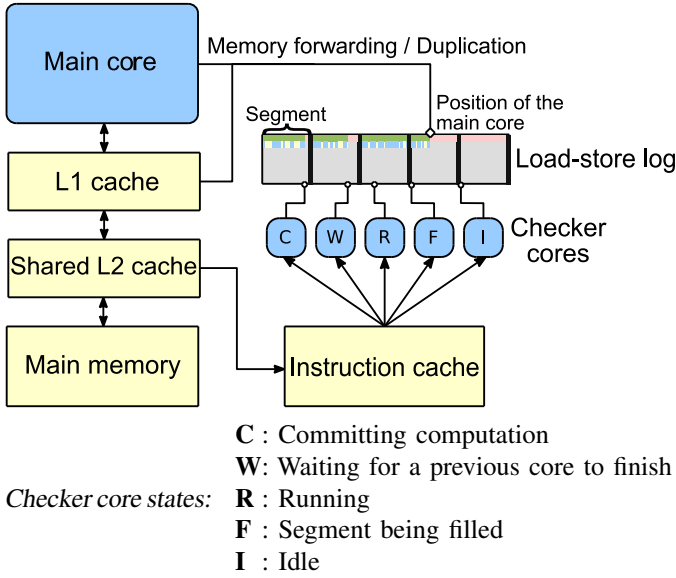 Main core
Memory forwarding / Duplication
Segment
Position of the
main core
L1 cache
Load-store log
C W R F I
Checker
cores
Shared L2 cache
Main memory
Instruction cache
C : Committing computation
W: Waiting for a previous core to finish
Checker core states: R : Running
F : Segment being filled
I : Idle